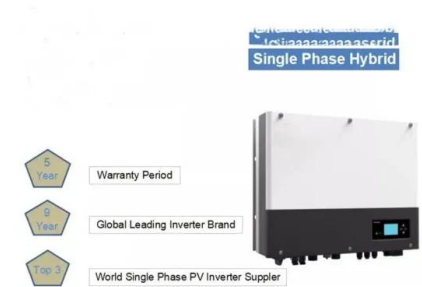 Single Phase Hybrid
5
Year
Warranty Period
9
Year
Global Leading Inverter Brand
Top 3
World Single Phase PV Inverter Suppler